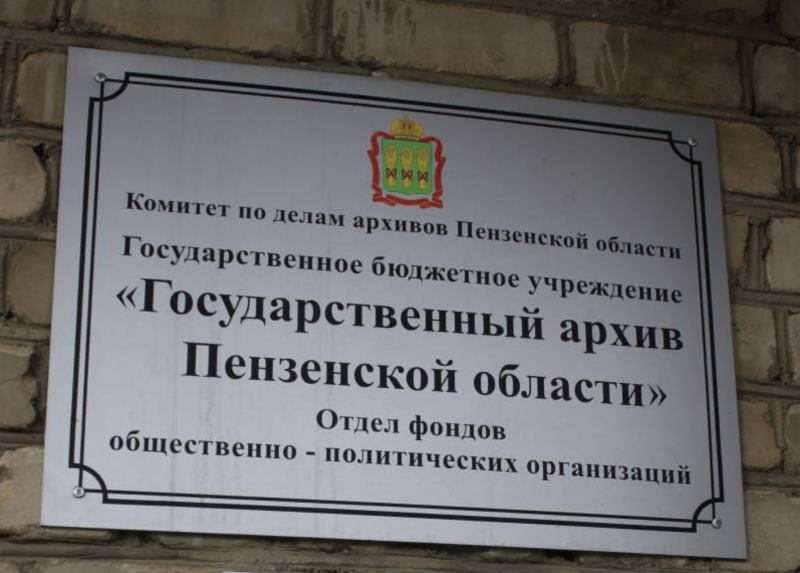 Комитет по делам архивов Пензенской области
Государственное бюджетное учреждение
«Государственный архив
Пензенской области»
Отдел фондов
общественно - политических организаций